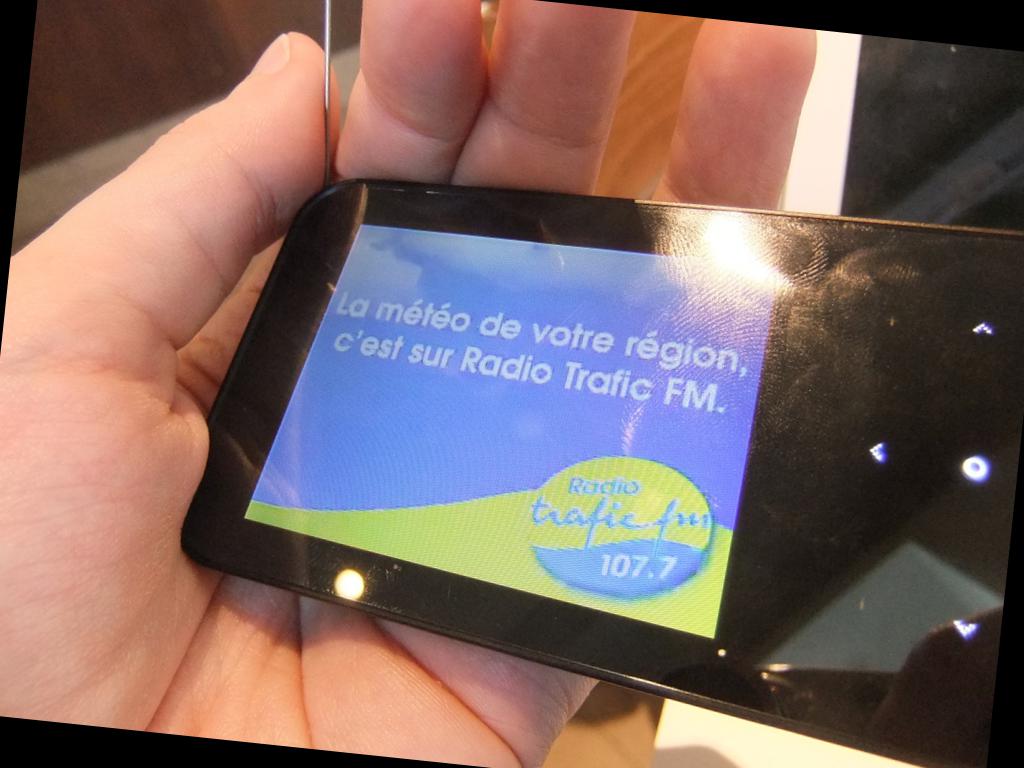 La météo de votre région,
c'est sur Radio Trafic FM.
Radio
trafic fm
107.7